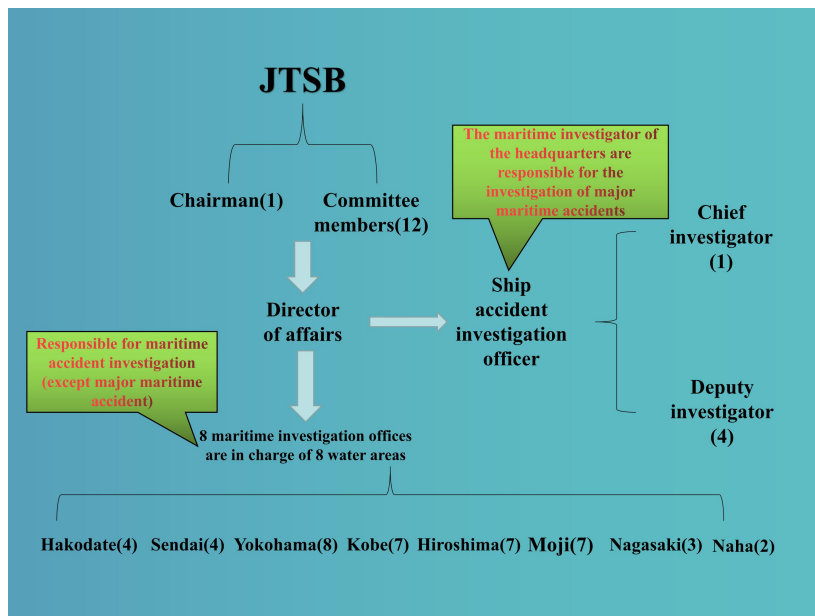 JTSB
The maritime investigator of
the headquarters are
responsible for the
investigation of major
maritime accidents
Chairman(1)
Committee
members(12)
Chief
investigator
(1)
Director
of affairs
Ship
accident
investigation
officer
Responsible for maritime
accident investigation
(except major maritime
accident)
Deputy
investigator
(4)
8 maritime investigation offices
are in charge of 8 water areas
Hakodate(4) Sendai(4) Yokohama(8) Kobe(7) Hiroshima(7) Moji(7) Nagasaki(3) Naha(2)